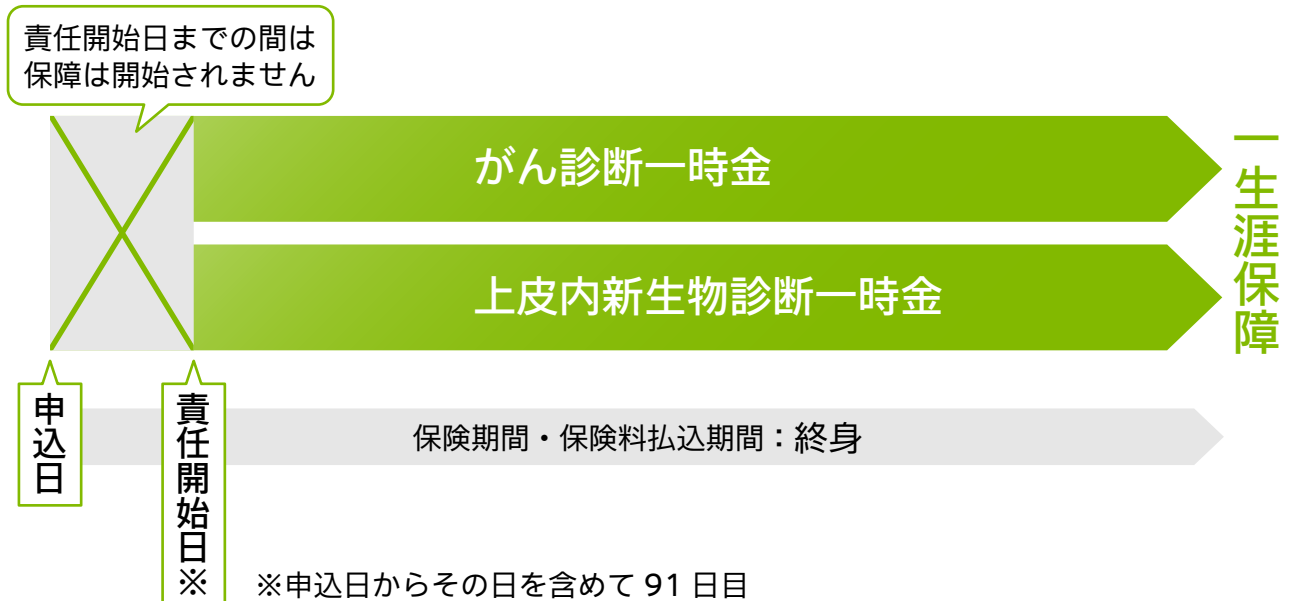 責任開始日までの間は
保障は開始されません
がん診断一時金
上皮内新生物診断一時金
一生涯保障
申込日
責任開始日※
保険期間・保険料払込期間：終身
※申込日からその日を含めて 91 日目